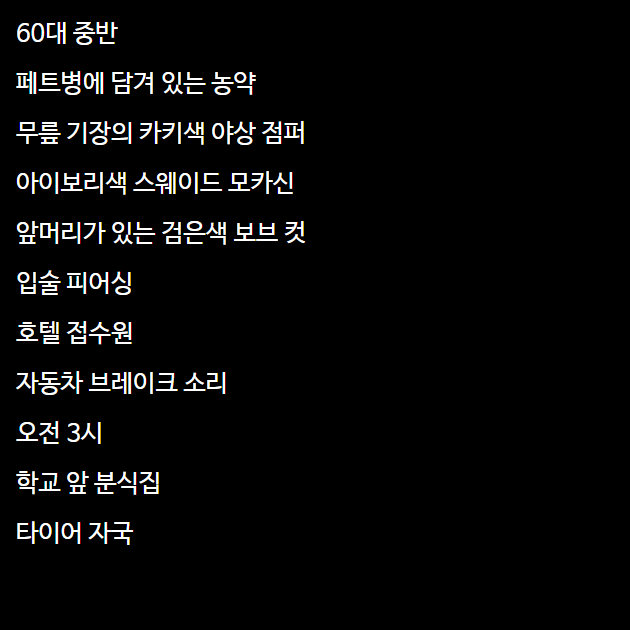 60대 중반
페트병에 담겨 있는 농약
무릎 기장의 카키색 야상 점퍼
아이보리색 스웨이드 모카신
앞머리가 있는 검은색 보브 컷
입술 피어싱
호텔 접수원
자동차 브레이크 소리
오전 3시
학교 앞 분식집
타이어 자국